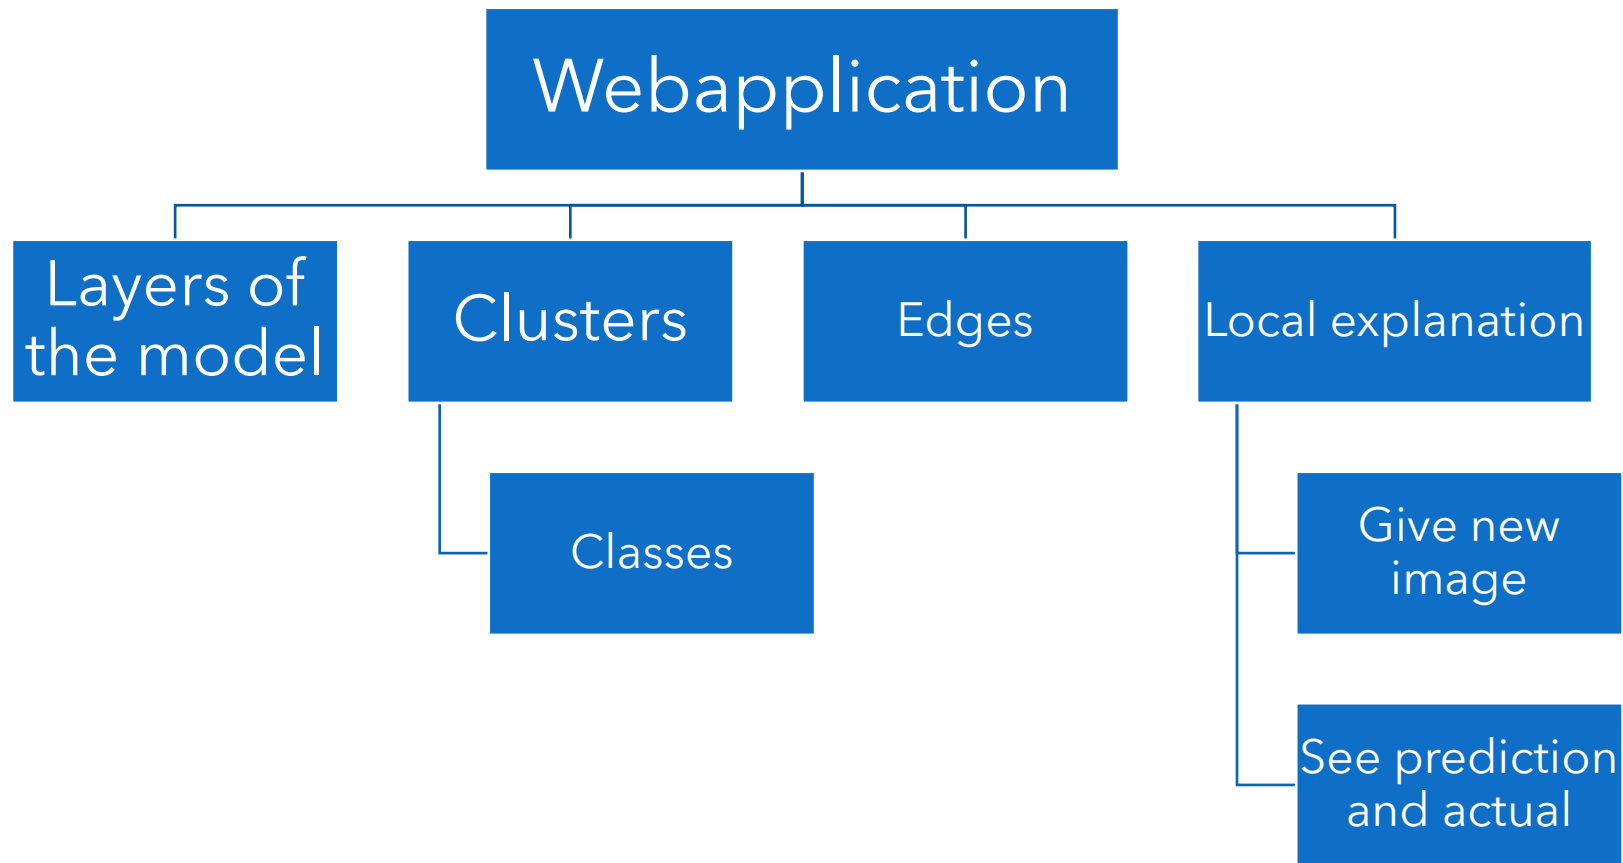 Webapplication
Layers of
the model
Clusters
Edges
Local explanation
Classes
Give new
image
See prediction
and actual